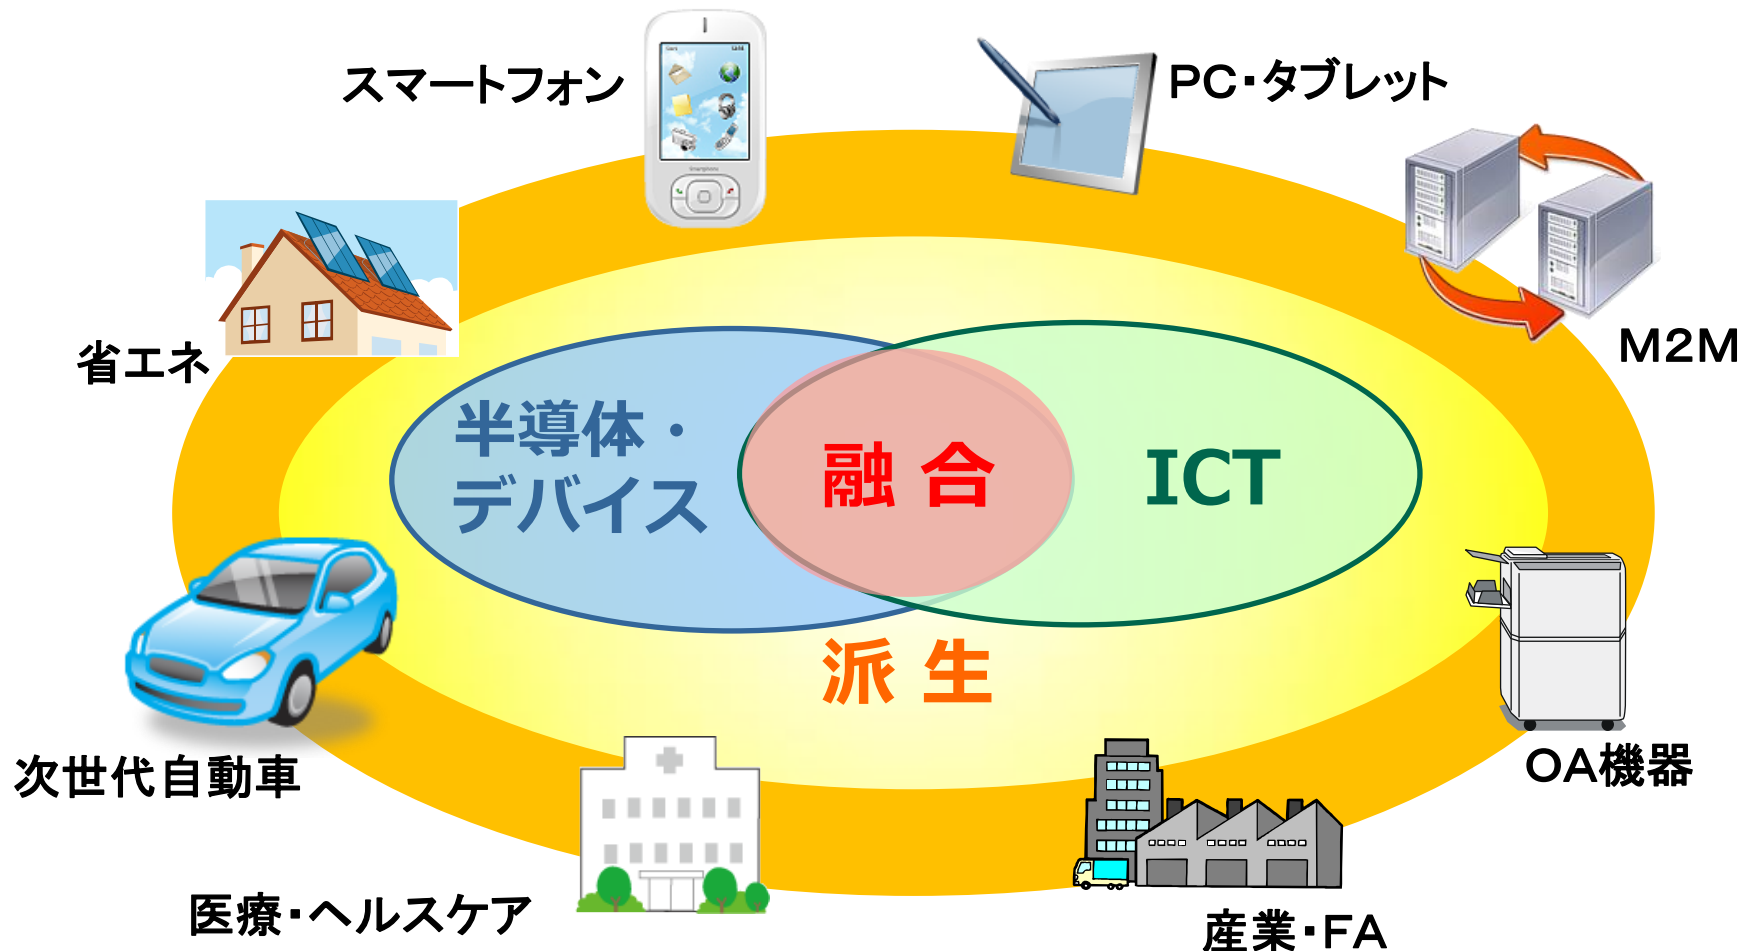 スマートフォン
PC・タブレット
省エネ
M2M
半導体・
デバイス
融合
ICT
派生
次世代自動車
OA機器
医療・ヘルスケア
産業・FA